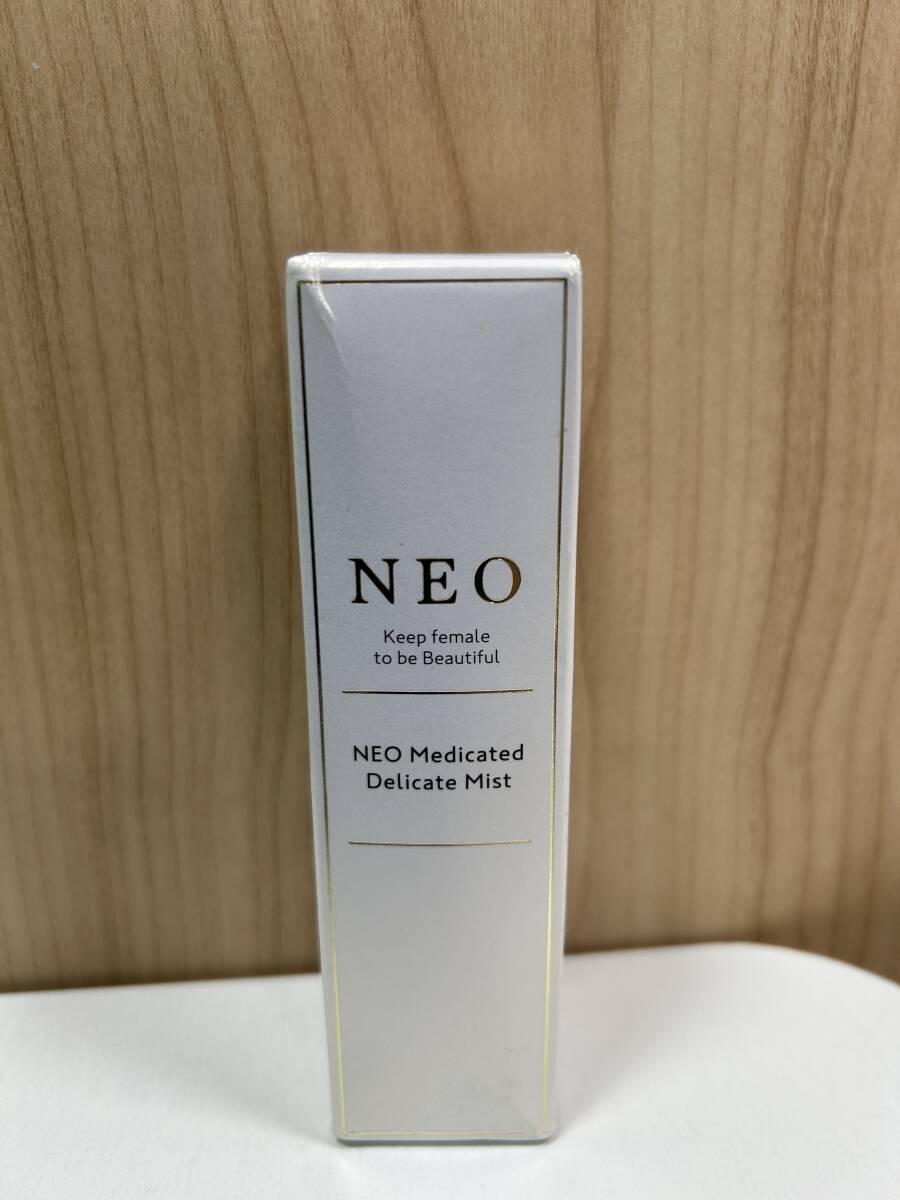 NEO
Keep female
to be Beautiful
NEO Medicated
Delicate Mist